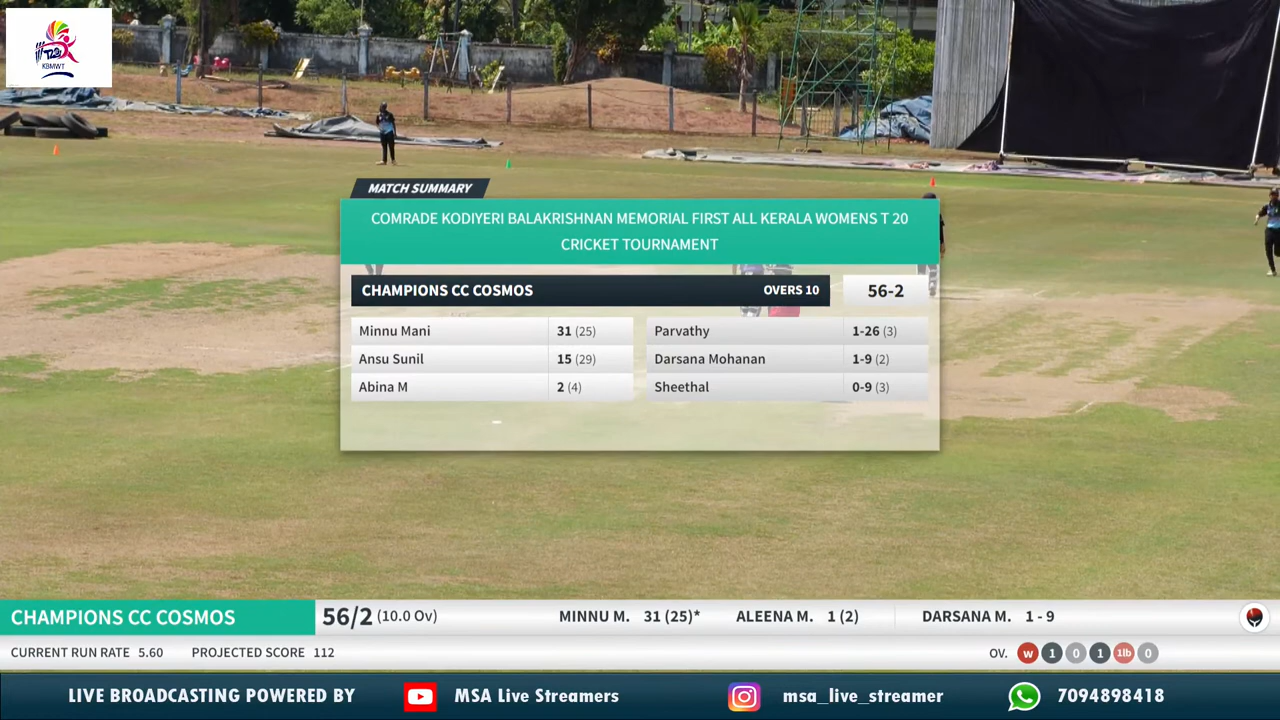 T20
KBMWT
MATCH SUMMARY
COMRADE KODIYERI BALAKRISHNAN MEMORIAL FIRST ALL KERALA WOMENS T 20
CRICKET TOURNAMENT
CHAMPIONS CC COSMOS OVERS 10 56-2
Minnu Mani 31 (25) Parvathy 1-26 (3)
Ansu Sunil 15 (29) Darsana Mohanan 1-9 (2)
Abina M 2 (4) Sheethal 0-9 (3)
CHAMPIONS CC COSMOS 56/2 (10.0 Ov) MINNU M. 31 (25)* ALEENA M. 1 (2) DARSANA M. 1 - 9
CURRENT RUN RATE 5.60 PROJECTED SCORE 112 OV. w 1 0 1 1lb 0
LIVE BROADCASTING POWERED BY MSA Live Streamers msa_live_streamer 7094898418